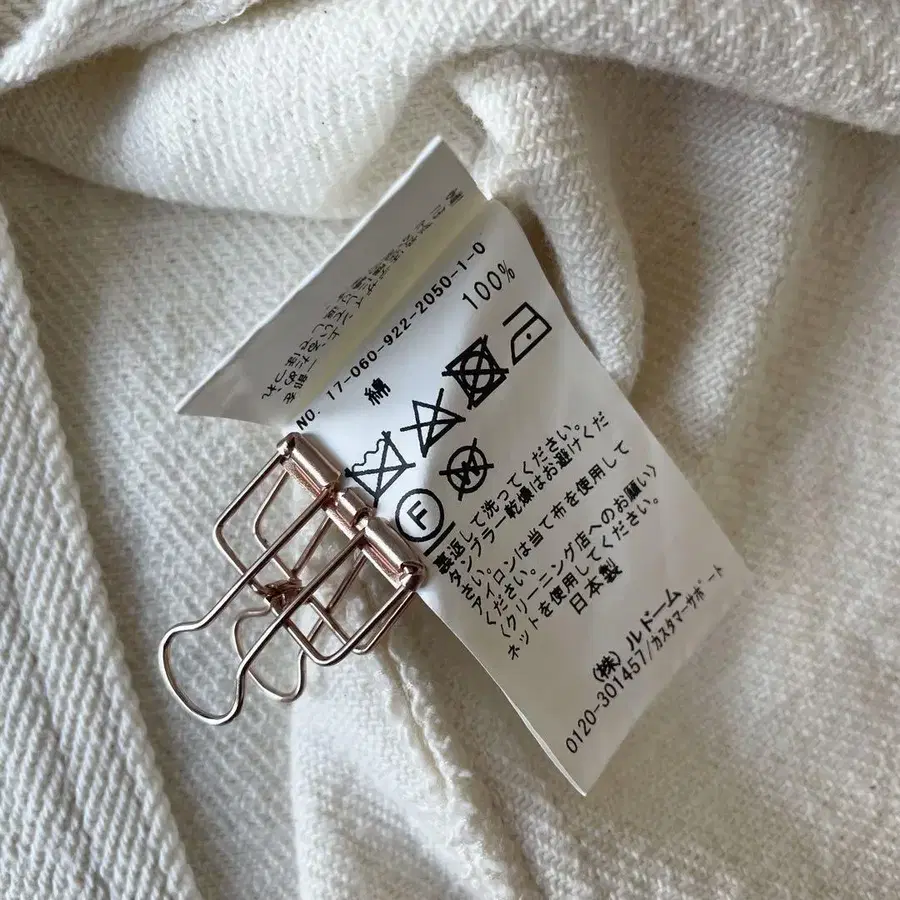 NO. 17-060-922-2050-1-0
綿 100%
W
F
裏返して洗ってください。
タンブラー乾燥はお避けくだ
さい。
アイロンは当て布を使用して
ください。
〈クリーニング店へのお願い〉
ネットを使用してください。
日本製
(株) ルドーム
0120-301457/カスタマーサポート